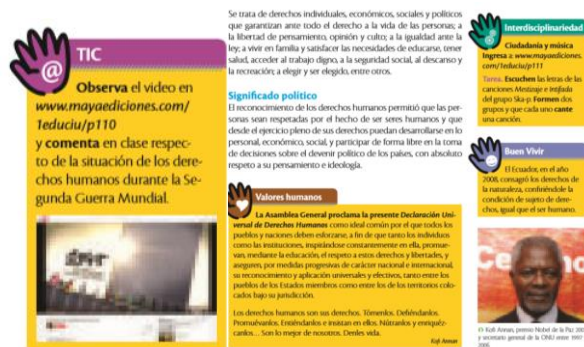 TIC
Observa el video en
www.mayaediciones.com/
1educiu/p110
y comenta en clase respec-
to de la situación de los dere-
chos humanos durante la Se-
gunda Guerra Mundial.
Se trata de derechos individuales, económicos, sociales y políticos
que garantizan ante todo el derecho a la vida de las personas; a
la libertad de pensamiento, opinión y culto; a la igualdad ante la
ley; a vivir en familia y satisfacer las necesidades de educarse, tener
salud, acceder al trabajo digno, a la seguridad social, al descanso y
la recreación; a elegir y ser elegido, entre otros.
Significado político
El reconocimiento de los derechos humanos permitió que las per-
sonas sean respetadas por el hecho de ser seres humanos y que
desde el ejercicio pleno de sus derechos puedan desarrollarse en lo
personal, económico, social, y participar de forma libre en la toma
de decisiones sobre el devenir político de los países, con absoluto
respeto a su pensamiento e ideología.
Valores humanos
La Asamblea General proclama la presente Declaración Uni-
versal de Derechos Humanos como ideal común por el que todos los
pueblos y naciones deben esforzarse, a fin de que tanto los individuos
como las instituciones, inspirándose constantemente en ella, promue-
van, mediante la educación, el respeto a estos derechos y libertades, y
aseguren, por medidas progresivas de carácter nacional e internacional,
su reconocimiento y aplicación universales y efectivos, tanto entre los
pueblos de los Estados miembros como entre los de los territorios colo-
cados bajo su jurisdicción.
Los derechos humanos son sus derechos. Tómenlos. Defiéndanlos.
Promuévanlos. Entiéndanlos e insistan en ellos. Nútranlos y enriquéz-
canlos... Son lo mejor de nosotros. Denles vida.
Kofi Annan
Interdisciplinariedad
Ciudadanía y música
Ingresa a: www.mayaediciones.
com/1educiu/p111
Tarea. Escuchen las letras de las
canciones Mestizaje e Intifada
del grupo Ska-p. Formen dos
grupos y que cada uno cante
una canción.
Buen Vivir
El Ecuador, en el año
2008, consagró los derechos de
la naturaleza, confiriéndole la
condición de sujeto de dere-
chos, igual que el ser humano.
Kofi Annan, premio Nobel de la Paz
y secretario general de la ONU entre 1997
2006.